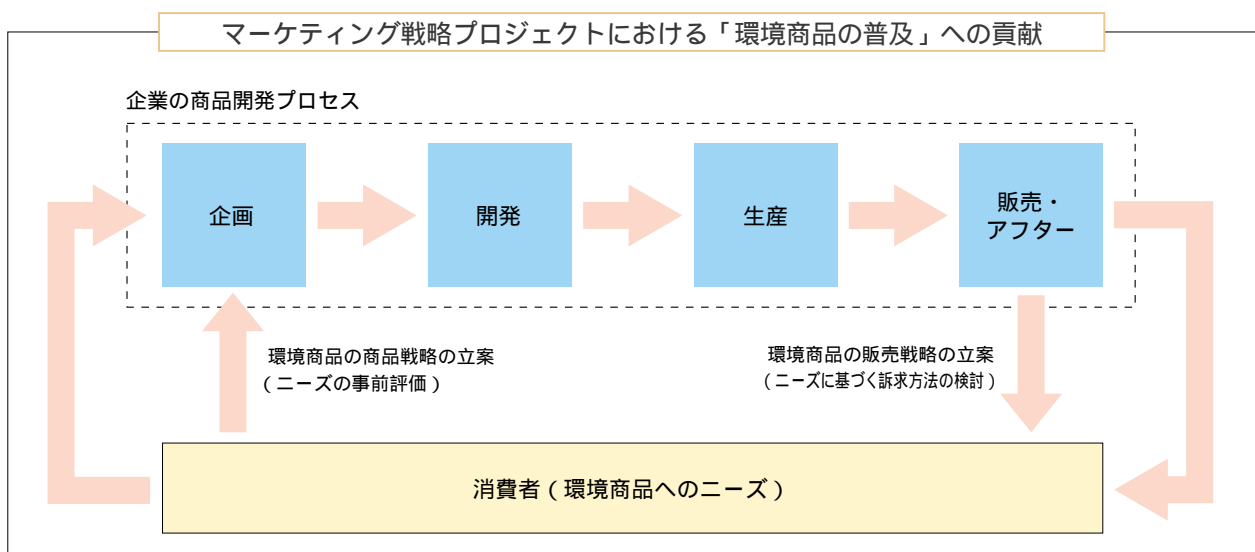 マーケティング戦略プロジェクトにおける「環境商品の普及」への貢献
企業の商品開発プロセス
企画
開発
生産
販売・
アフター
環境商品の商品戦略の立案
(ニーズの事前評価)
環境商品の販売戦略の立案
(ニーズに基づく訴求方法の検討)
消費者(環境商品へのニーズ)